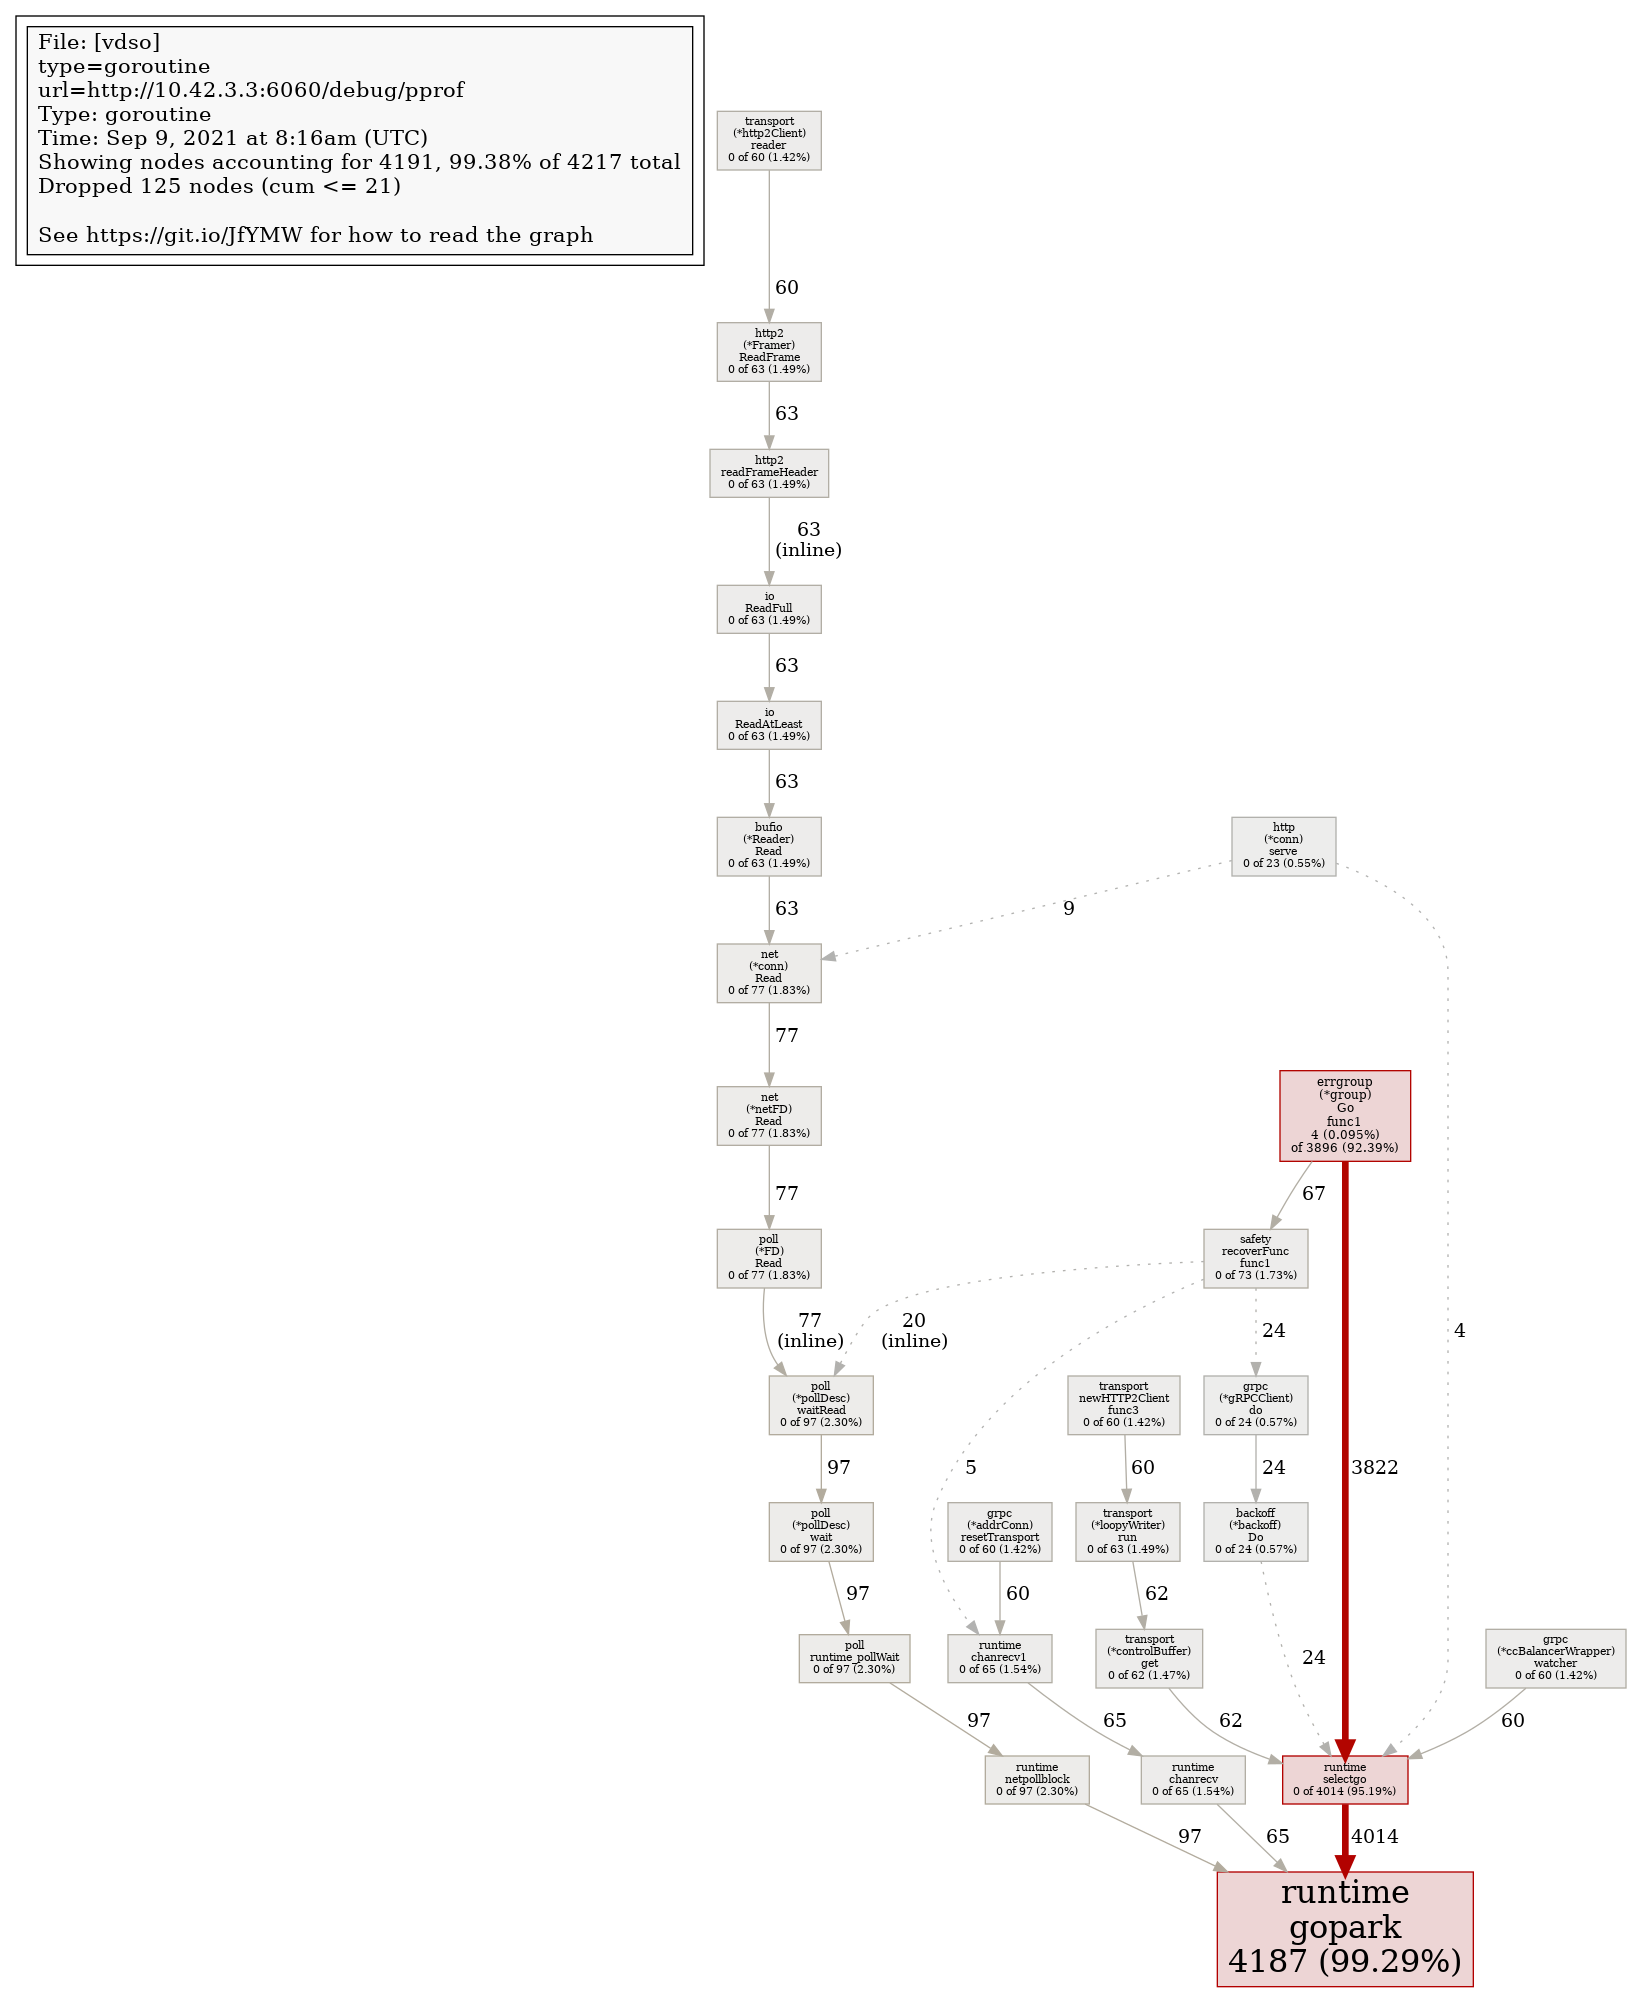 File: [vdso]
type=goroutine
url=http://10.42.3.3:6060/debug/pprof
Type: goroutine
Time: Sep 9, 2021 at 8:16am (UTC)
Showing nodes accounting for 4191, 99.38% of 4217 total
Dropped 125 nodes (cum <= 21)
See https://git.io/JfYMW for how to read the graph
transport
(*http2Client)
reader
0 of 60 (1.42%)
60
http2
(*Framer)
ReadFrame
0 of 63 (1.49%)
63
http2
readFrameHeader
0 of 63 (1.49%)
63
(inline)
io
ReadFull
0 of 63 (1.49%)
63
io
ReadAtLeast
0 of 63 (1.49%)
63
bufio
(*Reader)
Read
0 of 63 (1.49%)
http
(*conn)
serve
0 of 23 (0.55%)
63
9
net
(*conn)
Read
0 of 77 (1.83%)
77
net
(*netFD)
Read
0 of 77 (1.83%)
errgroup
(*group)
Go
func1
4 (0.095%)
of 3896 (92.39%)
77
67
poll
(*FD)
Read
0 of 77 (1.83%)
safety
recoverFunc
func1
0 of 73 (1.73%)
77
(inline)
20
(inline)
24
4
poll
(*pollDesc)
waitRead
0 of 97 (2.30%)
transport
newHTTP2Client
func3
0 of 60 (1.42%)
grpc
(*gRPCClient)
do
0 of 24 (0.57%)
97
5
60
24
3822
poll
(*pollDesc)
wait
0 of 97 (2.30%)
grpc
(*addrConn)
resetTransport
0 of 60 (1.42%)
transport
(*loopyWriter)
run
0 of 63 (1.49%)
backoff
(*backoff)
Do
0 of 24 (0.57%)
97
60
62
24
poll
runtime_pollWait
0 of 97 (2.30%)
runtime
chanrecv1
0 of 65 (1.54%)
transport
(*controlBuffer)
get
0 of 62 (1.47%)
grpc
(*ccBalancerWrapper)
watcher
0 of 60 (1.42%)
97
65
62
60
runtime
netpollblock
0 of 97 (2.30%)
runtime
chanrecv
0 of 65 (1.54%)
runtime
selectgo
0 of 4014 (95.19%)
97
65
4014
runtime
gopark
4187 (99.29%)